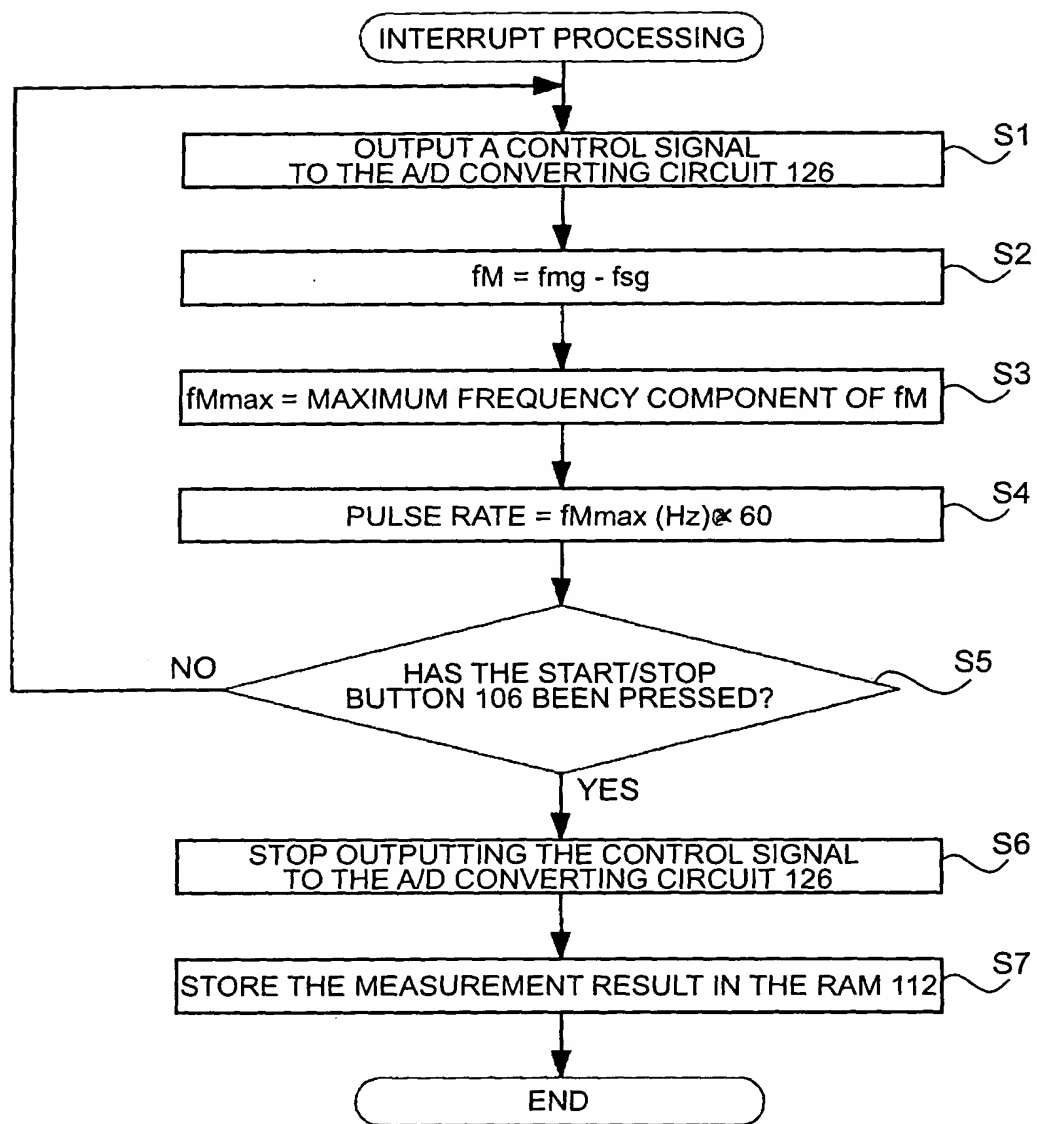 INTERRUPT PROCESSING
OUTPUT A CONTROL SIGNAL
TO THE A/D CONVERTING CIRCUIT 126
S1
fM = fmg - fsg
S2
fMmax = MAXIMUM FREQUENCY COMPONENT OF fM
S3
PULSE RATE = fMmax (Hz) × 60
S4
HAS THE START/STOP
BUTTON 106 BEEN PRESSED?
S5
NO
YES
STOP OUTPUTTING THE CONTROL SIGNAL
TO THE A/D CONVERTING CIRCUIT 126
S6
STORE THE MEASUREMENT RESULT IN THE RAM 112
S7
END